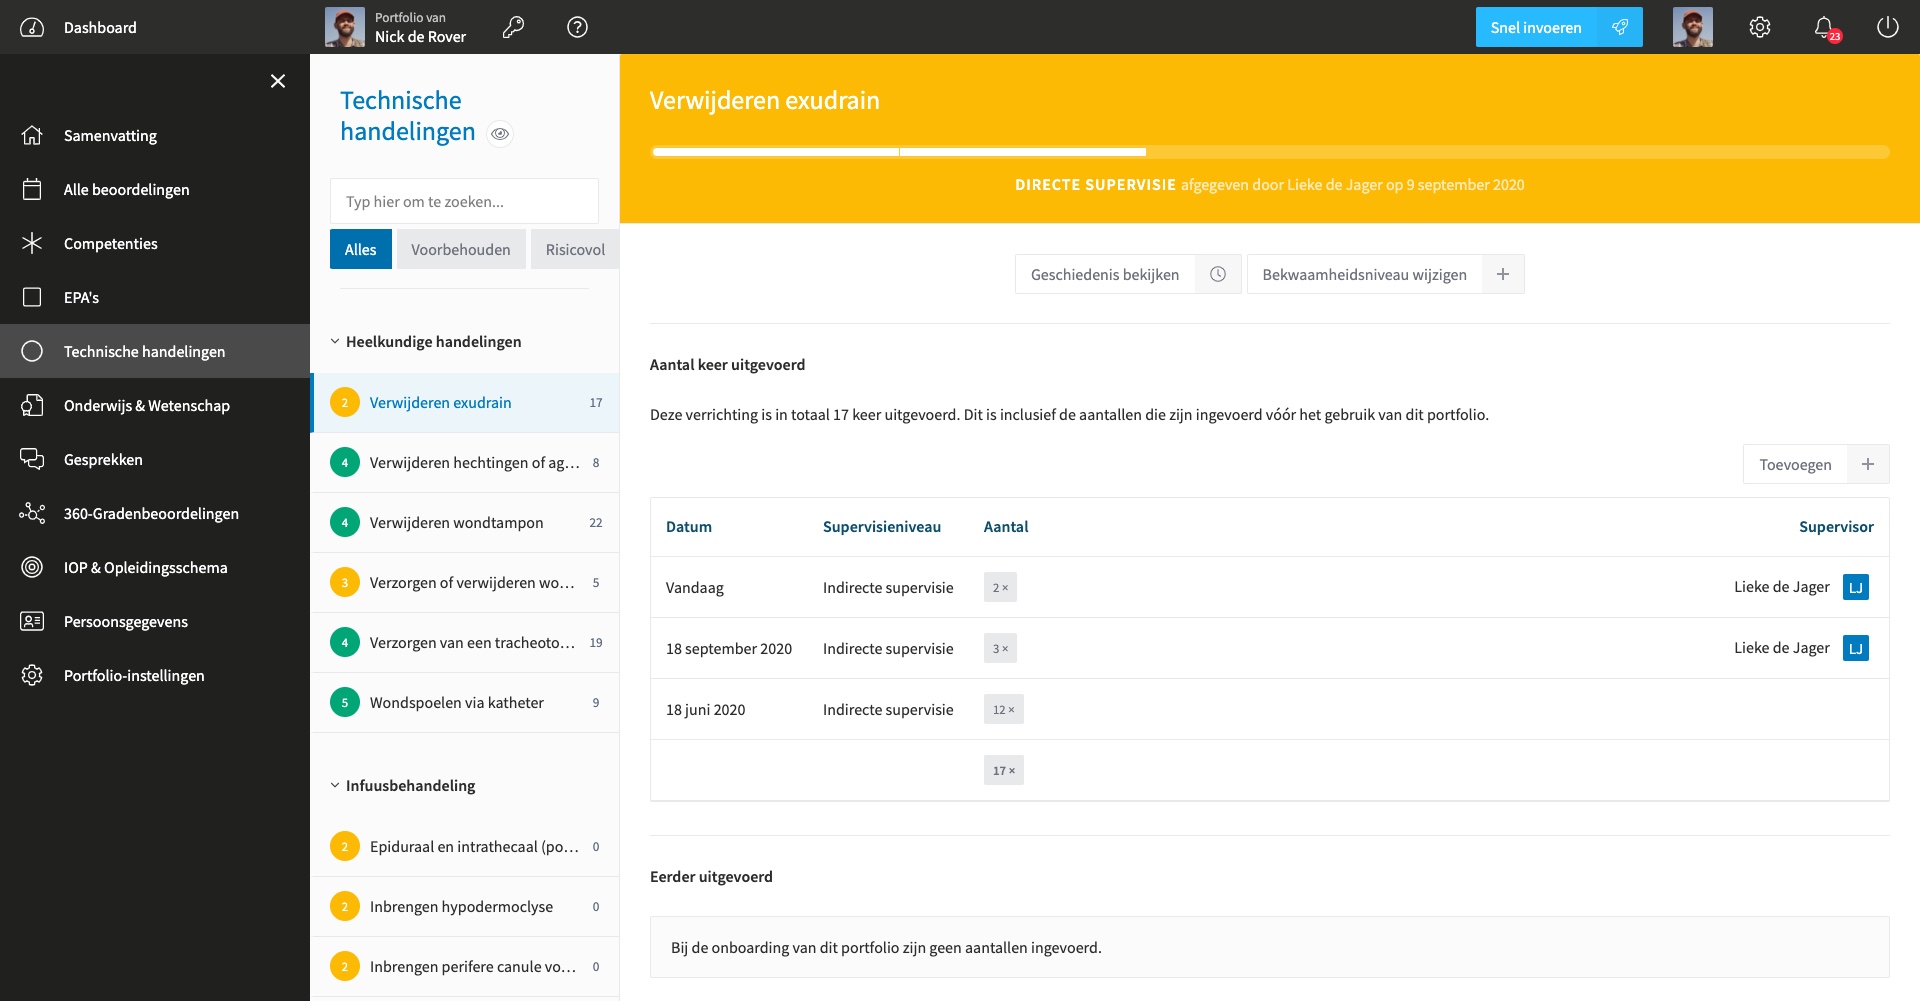 Dashboard
Portfolio van
Nick de Rover
Snel invoeren
23
Samenvatting
Alle beoordelingen
Competenties
EPA's
Technische handelingen
Onderwijs & Wetenschap
Gesprekken
360-Gradenbeoordelingen
IOP & Opleidingsschema
Persoonsgegevens
Portfolio-instellingen
Technische
handelingen
Typ hier om te zoeken...
Alles Voorbehouden Risicovol
Heelkundige handelingen
2 Verwijderen exudrain 17
4 Verwijderen hechtingen of ag... 8
4 Verwijderen wondtampon 22
3 Verzorgen of verwijderen wo... 5
4 Verzorgen van een tracheoto... 19
5 Wondspoelen via katheter 9
Infuusbehandeling
2 Epiduraal en intrathecaal (po... 0
2 Inbrengen hypodermoclyse 0
2 Inbrengen perifere canule vo... 0
Verwijderen exudrain
DIRECTE SUPERVISIE afgegeven door Lieke de Jager op 9 september 2020
Geschiedenis bekijken Bekwaamheidsniveau wijzigen +
Aantal keer uitgevoerd
Deze verrichting is in totaal 17 keer uitgevoerd. Dit is inclusief de aantallen die zijn ingevoerd vóór het gebruik van dit portfolio.
Toevoegen +
Datum Supervisieniveau Aantal Supervisor
Vandaag Indirecte supervisie 2 × Lieke de Jager LJ
18 september 2020 Indirecte supervisie 3 × Lieke de Jager LJ
18 juni 2020 Indirecte supervisie 12 ×
17 ×
Eerder uitgevoerd
Bij de onboarding van dit portfolio zijn geen aantallen ingevoerd.